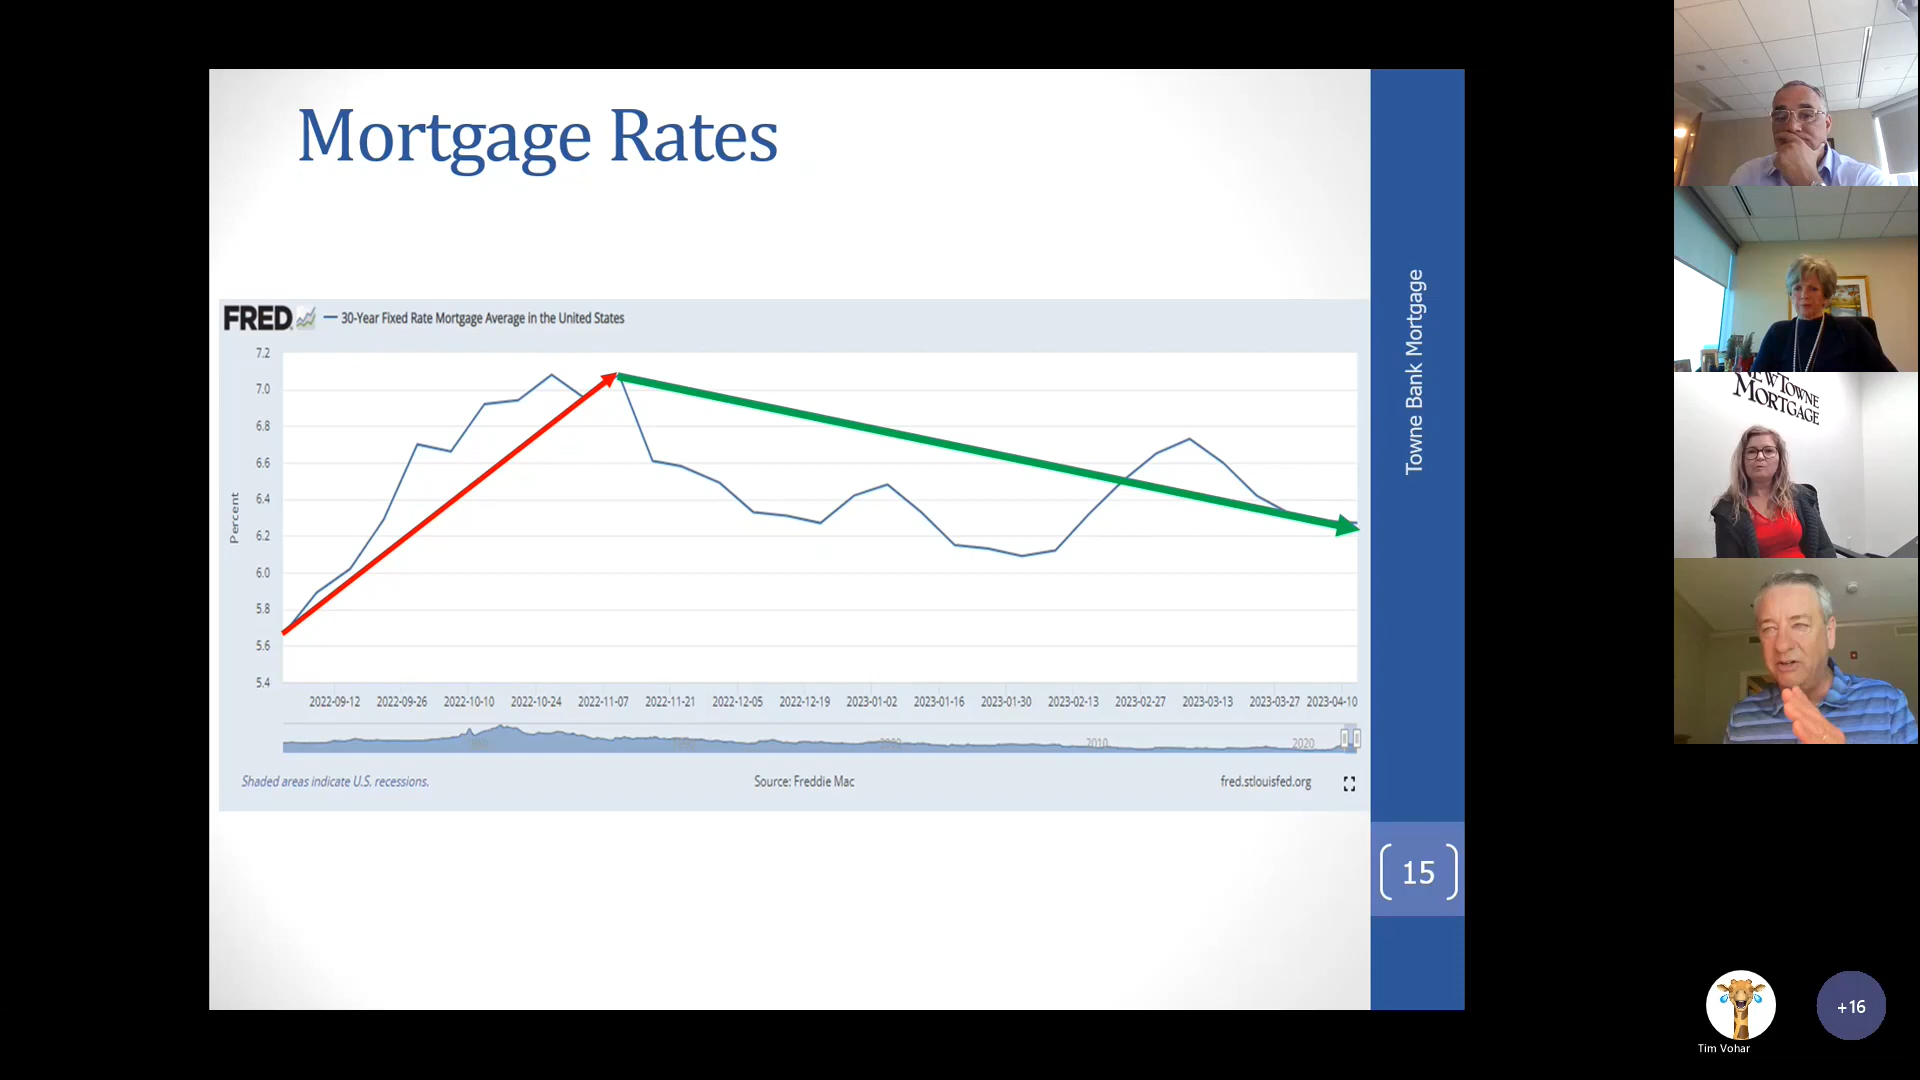 Mortgage Rates
FRED
30-Year Fixed Rate Mortgage Average in the United States
7.2
7.0
6.8
6.6
6.4
6.2
6.0
5.8
5.6
5.4
Percent
2022-09-12 2022-09-26 2022-10-10 2022-10-24 2022-11-07 2022-11-21 2022-12-05 2022-12-19 2023-01-02 2023-01-16 2023-01-30 2023-02-13 2023-02-27 2023-03-13 2023-03-27 2023-04-10
2010 2020
Shaded areas indicate U.S. recessions.
Source: Freddie Mac
fred.stlouisfed.org
Towne Bank Mortgage
15
TOWNE
MORTGAGE
Tim Vohar
+16